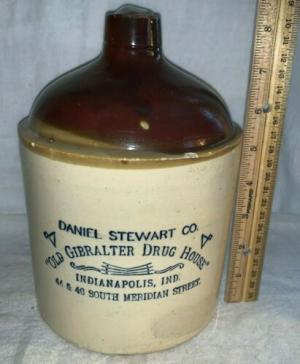 DANIEL STEWART CO.
"OLD GIBRALTER DRUG HOUSE"
INDIANAPOLIS, IND.
44 & 46 SOUTH MERIDIAN STREET.